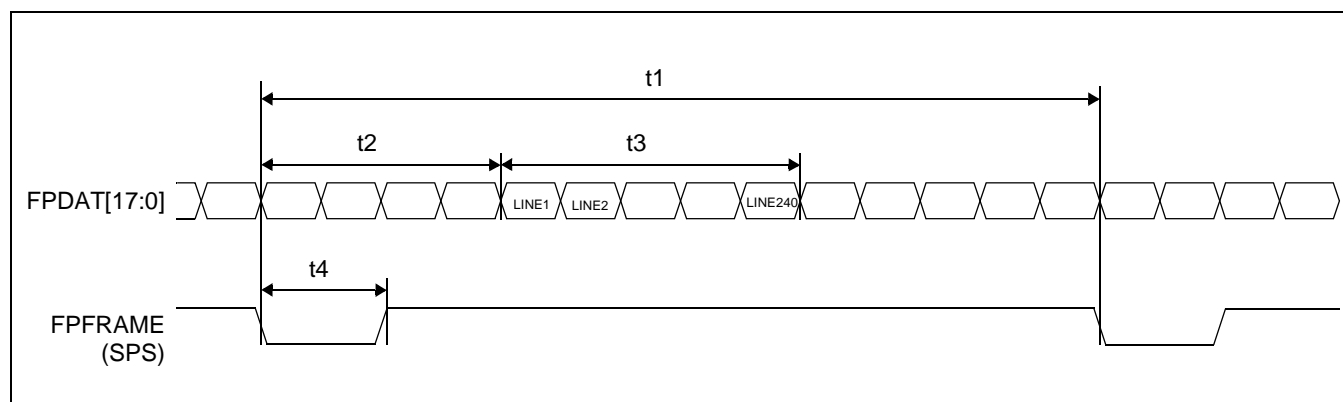 t1
t2
t3
FPDAT[17:0]
LINE1
LINE2
LINE240
t4
FPFRAME
(SPS)